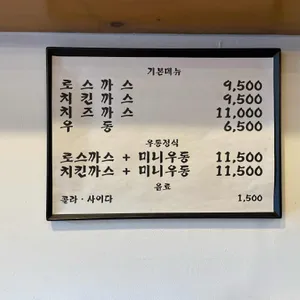 기본메뉴
로스까스 9,500
치킨까스 9,500
치즈까스 11,000
우동 6,500
우동정식
로스까스 + 미니우동 11,500
치킨까스 + 미니우동 11,500
음료
콜라 · 사이다 1,500